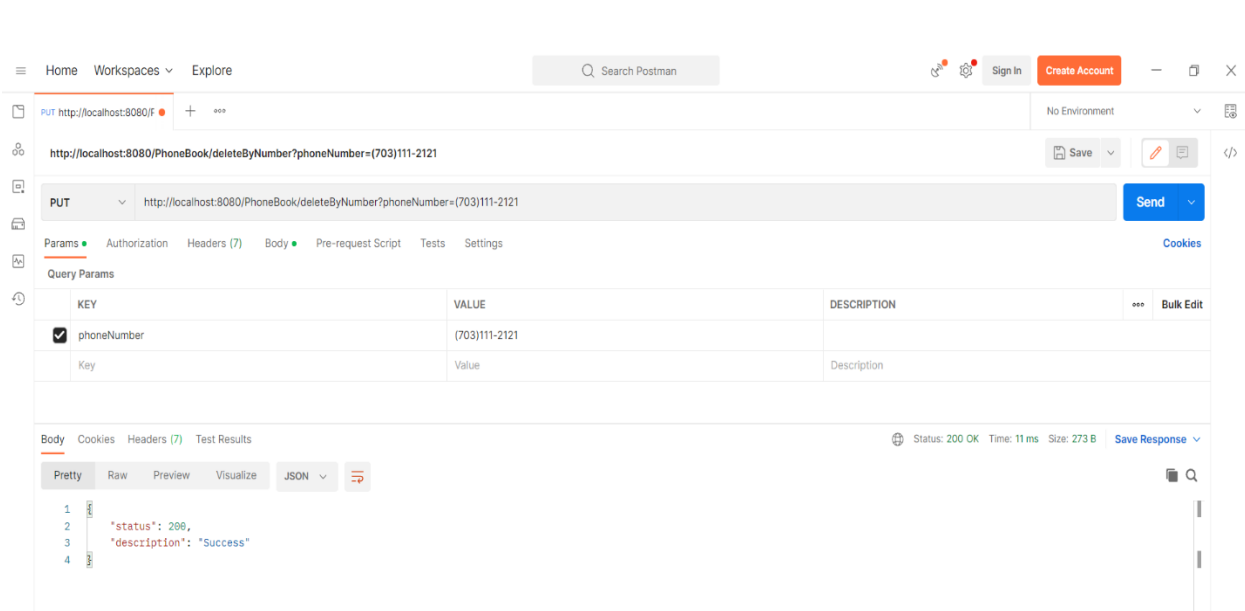 Home Workspaces Explore Search Postman Sign In Create Account
PUT http://localhost:8080/F No Environment
http://localhost:8080/PhoneBook/deleteByNumber?phoneNumber=(703)111-2121 Save
PUT http://localhost:8080/PhoneBook/deleteByNumber?phoneNumber=(703)111-2121 Send
Params Authorization Headers (7) Body Pre-request Script Tests Settings Cookies
Query Params
KEY VALUE DESCRIPTION Bulk Edit
phoneNumber (703)111-2121
Key Value Description
Body Cookies Headers (7) Test Results Status: 200 OK Time: 11 ms Size: 273 B Save Response
Pretty Raw Preview Visualize JSON
1 {
2 "status": 200,
3 "description": "Success"
4 }